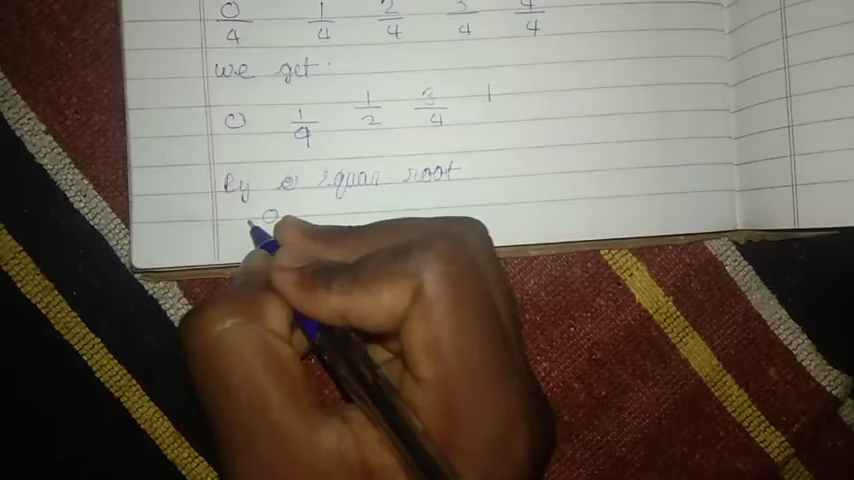 0/4 1/4 2/4 3/4 4/4
we get.
0 1/4 1/2 3/4 1
By squar root
0